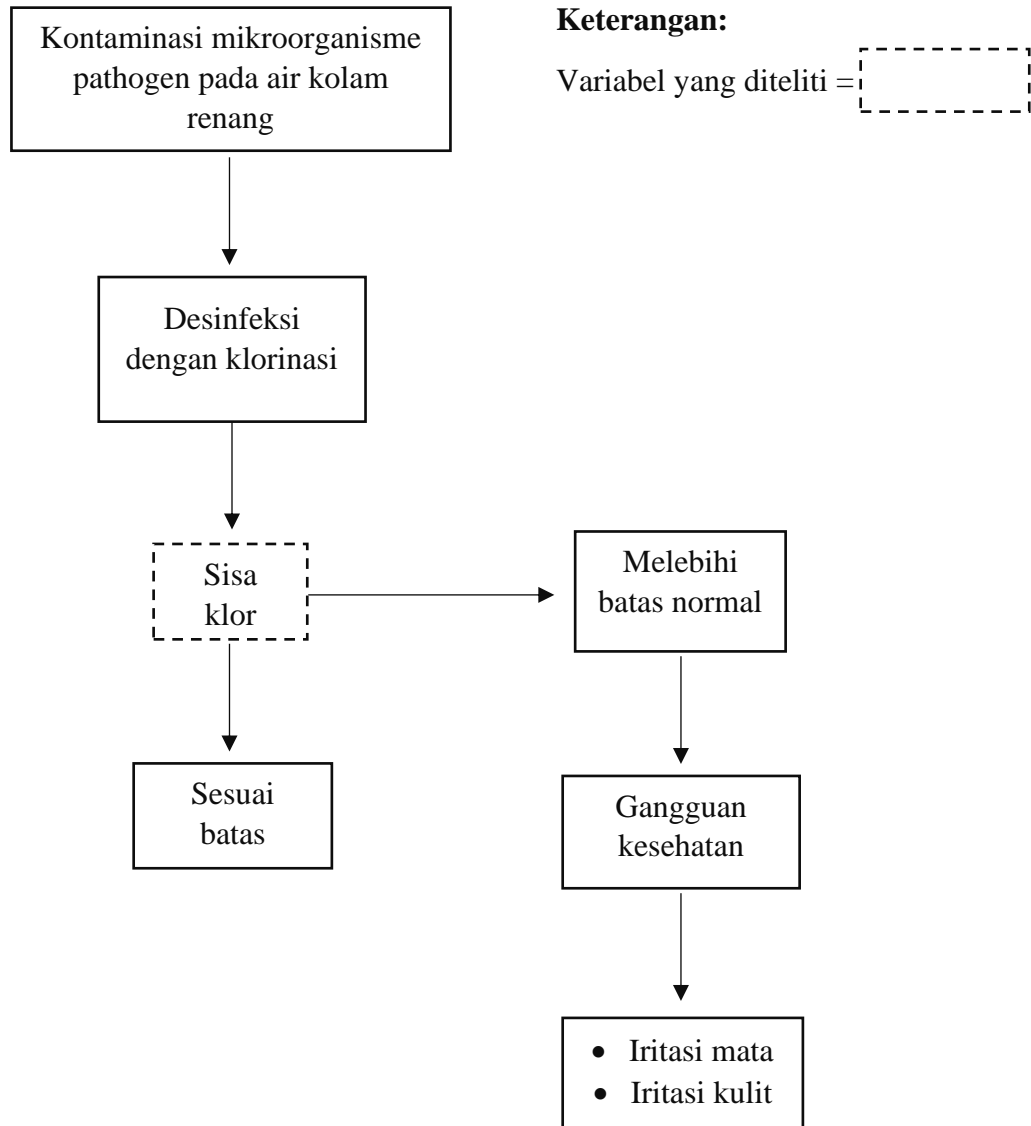 Kontaminasi mikroorganisme
pathogen pada air kolam
renang
Keterangan:
Variabel yang diteliti =
Desinfeksi
dengan klorinasi
Sisa
klor
Melebihi
batas normal
Sesuai
batas
Gangguan
kesehatan
• Iritasi mata
• Iritasi kulit